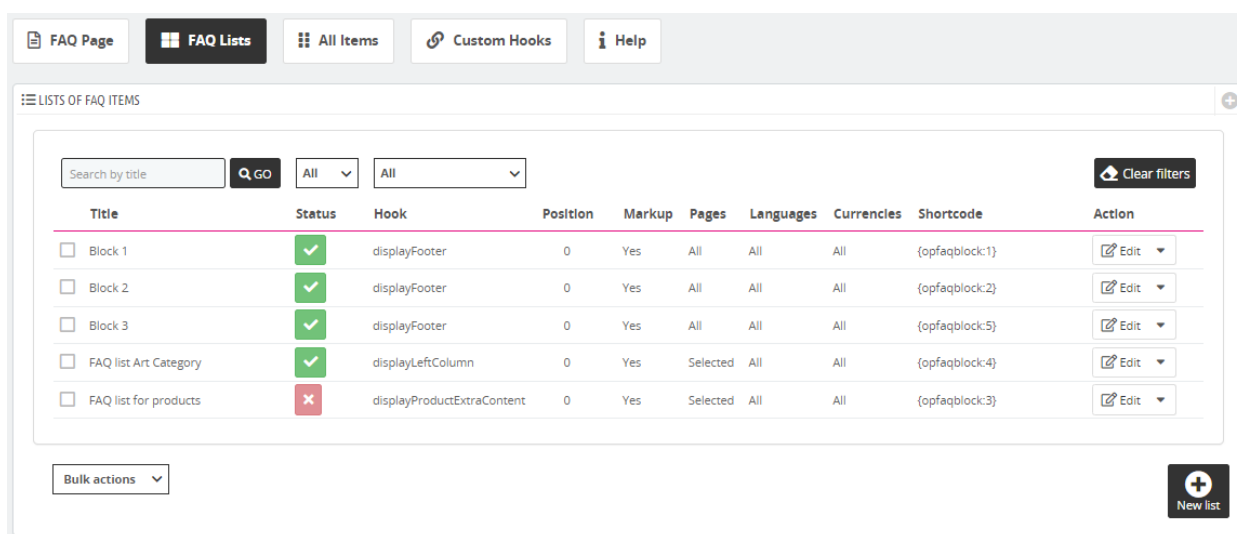 FAQ Page FAQ Lists All Items Custom Hooks Help
LISTS OF FAQ ITEMS
Search by title GO All All Clear filters
Title Status Hook Position Markup Pages Languages Currencies Shortcode Action
Block 1 displayFooter 0 Yes All All All {opfaqblock:1} Edit
Block 2 displayFooter 0 Yes All All All {opfaqblock:2} Edit
Block 3 displayFooter 0 Yes All All All {opfaqblock:5} Edit
FAQ list Art Category displayLeftColumn 0 Yes Selected All All {opfaqblock:4} Edit
FAQ list for products displayProductExtraContent 0 Yes Selected All All {opfaqblock:3} Edit
Bulk actions
New list